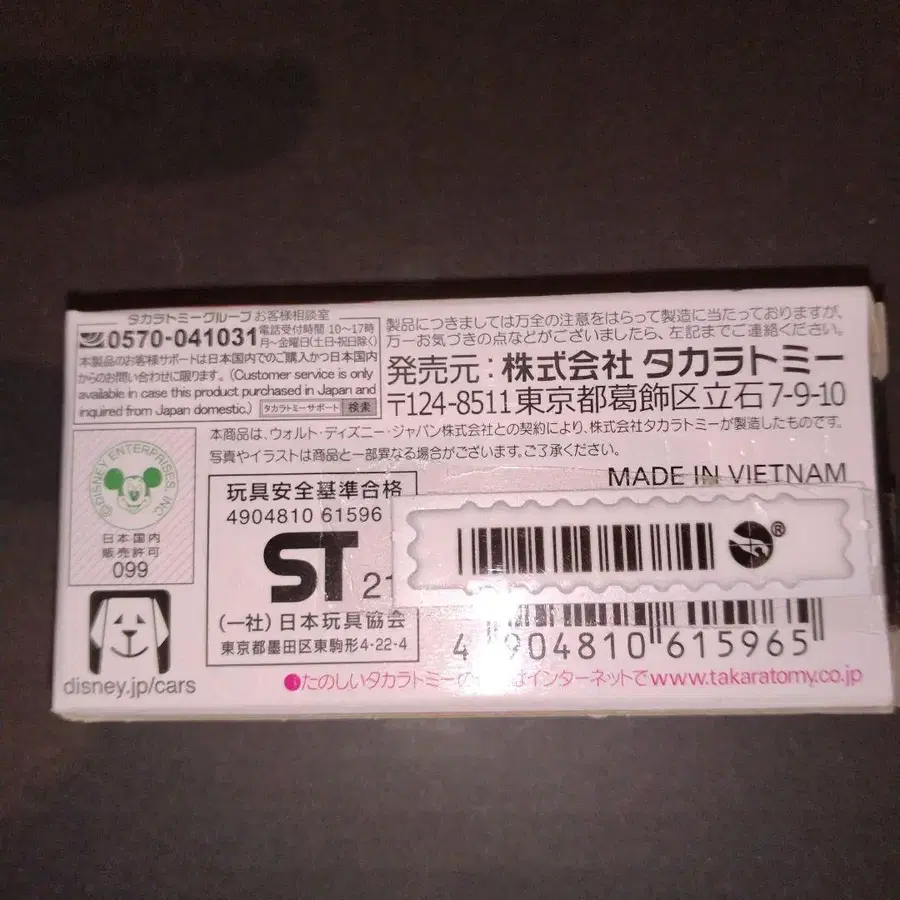 タカラトミーグループ お客様相談室
0570-041031
電話受付時間 10～17時
月～金曜日(土日・祝日除く)
本製品のお客様サポートは日本国内でのご購入かつ日本国内
からのお問い合わせに限ります。(Customer service is only
available in case this product purchased in Japan and
inquired from Japan domestic.)
タカラトミーサポート 検索
製品につきましては万全の注意をはらって製造に当たっておりますが、
万一お気づきの点などがございましたら、左記までご連絡ください。
発売元：株式会社 タカラトミー
〒124-8511 東京都葛飾区立石 7-9-10
本商品は、ウォルト・ディズニー・ジャパン株式会社との契約により、株式会社タカラトミーが製造したものです。
写真やイラストは商品と一部異なる場合がございます。ご了承ください。
MADE IN VIETNAM
©DISNEY ENTERPRISES INC
日本国内
販売許可
099
玩具安全基準合格
4904810 61596
ST 21
(一社)日本玩具協会
東京都墨田区東駒形4-22-4
®
4 904810 615965
disney.jp/cars
●たのしいタカラトミーの はインターネットで www.takaratomy.co.jp